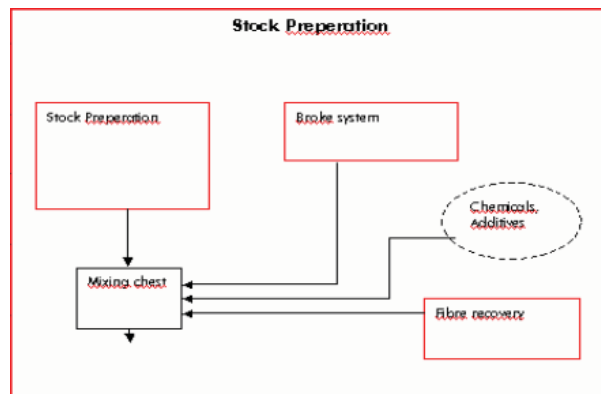 Stock Preperation
Stock Preperation
Broke system
Chemicals,
Additives
Mixing chest
Fibre recovery